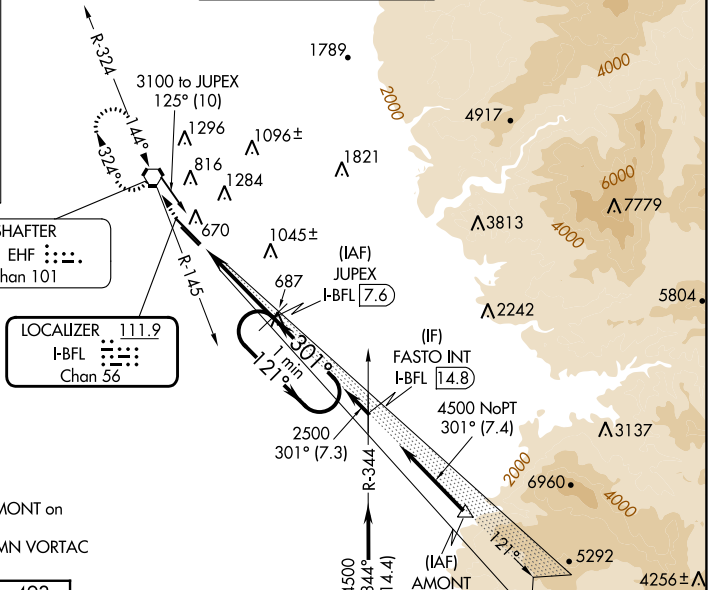 R-324
1789
4000
3100 to JUPEX
125° (10)
2000
4917
144°
1296
1096±
324°
816
1821
6000
1284
7779
SHAFTER
EHF
han 101
670
3813
4000
1045±
(IAF)
JUPEX
I-BFL 7.6
R-145
687
5804
2242
LOCALIZER 111.9
I-BFL
Chan 56
(IF)
FASTO INT
I-BFL 14.8
301°
1 min
121°
4500 NoPT
301° (7.4)
2500
301° (7.3)
3137
R-344
2000
6960
4000
MONT on
121°
MN VORTAC
(IAF)
AMONT
5292
4500
344°
14.4)
4256±